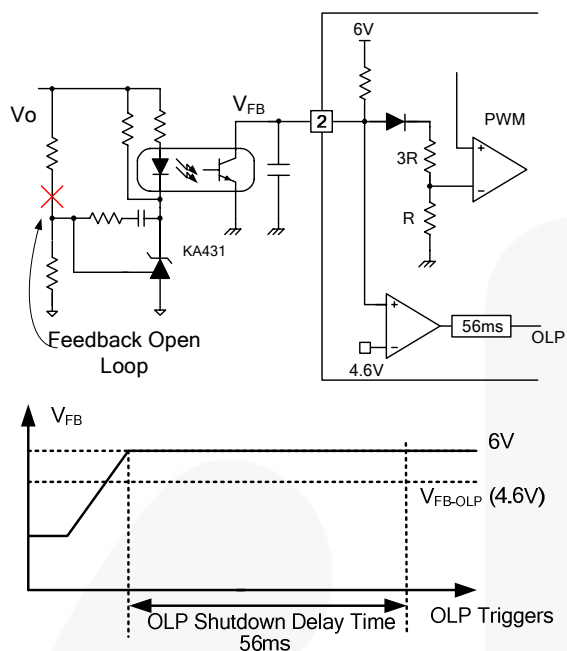 6V
Vo
VFB
2
PWM
3R
R
KA431
Feedback Open
Loop
+
−
+
−
56ms
OLP
4.6V
VFB
6V
VFB-OLP (4.6V)
OLP Shutdown Delay Time
56ms
OLP Triggers